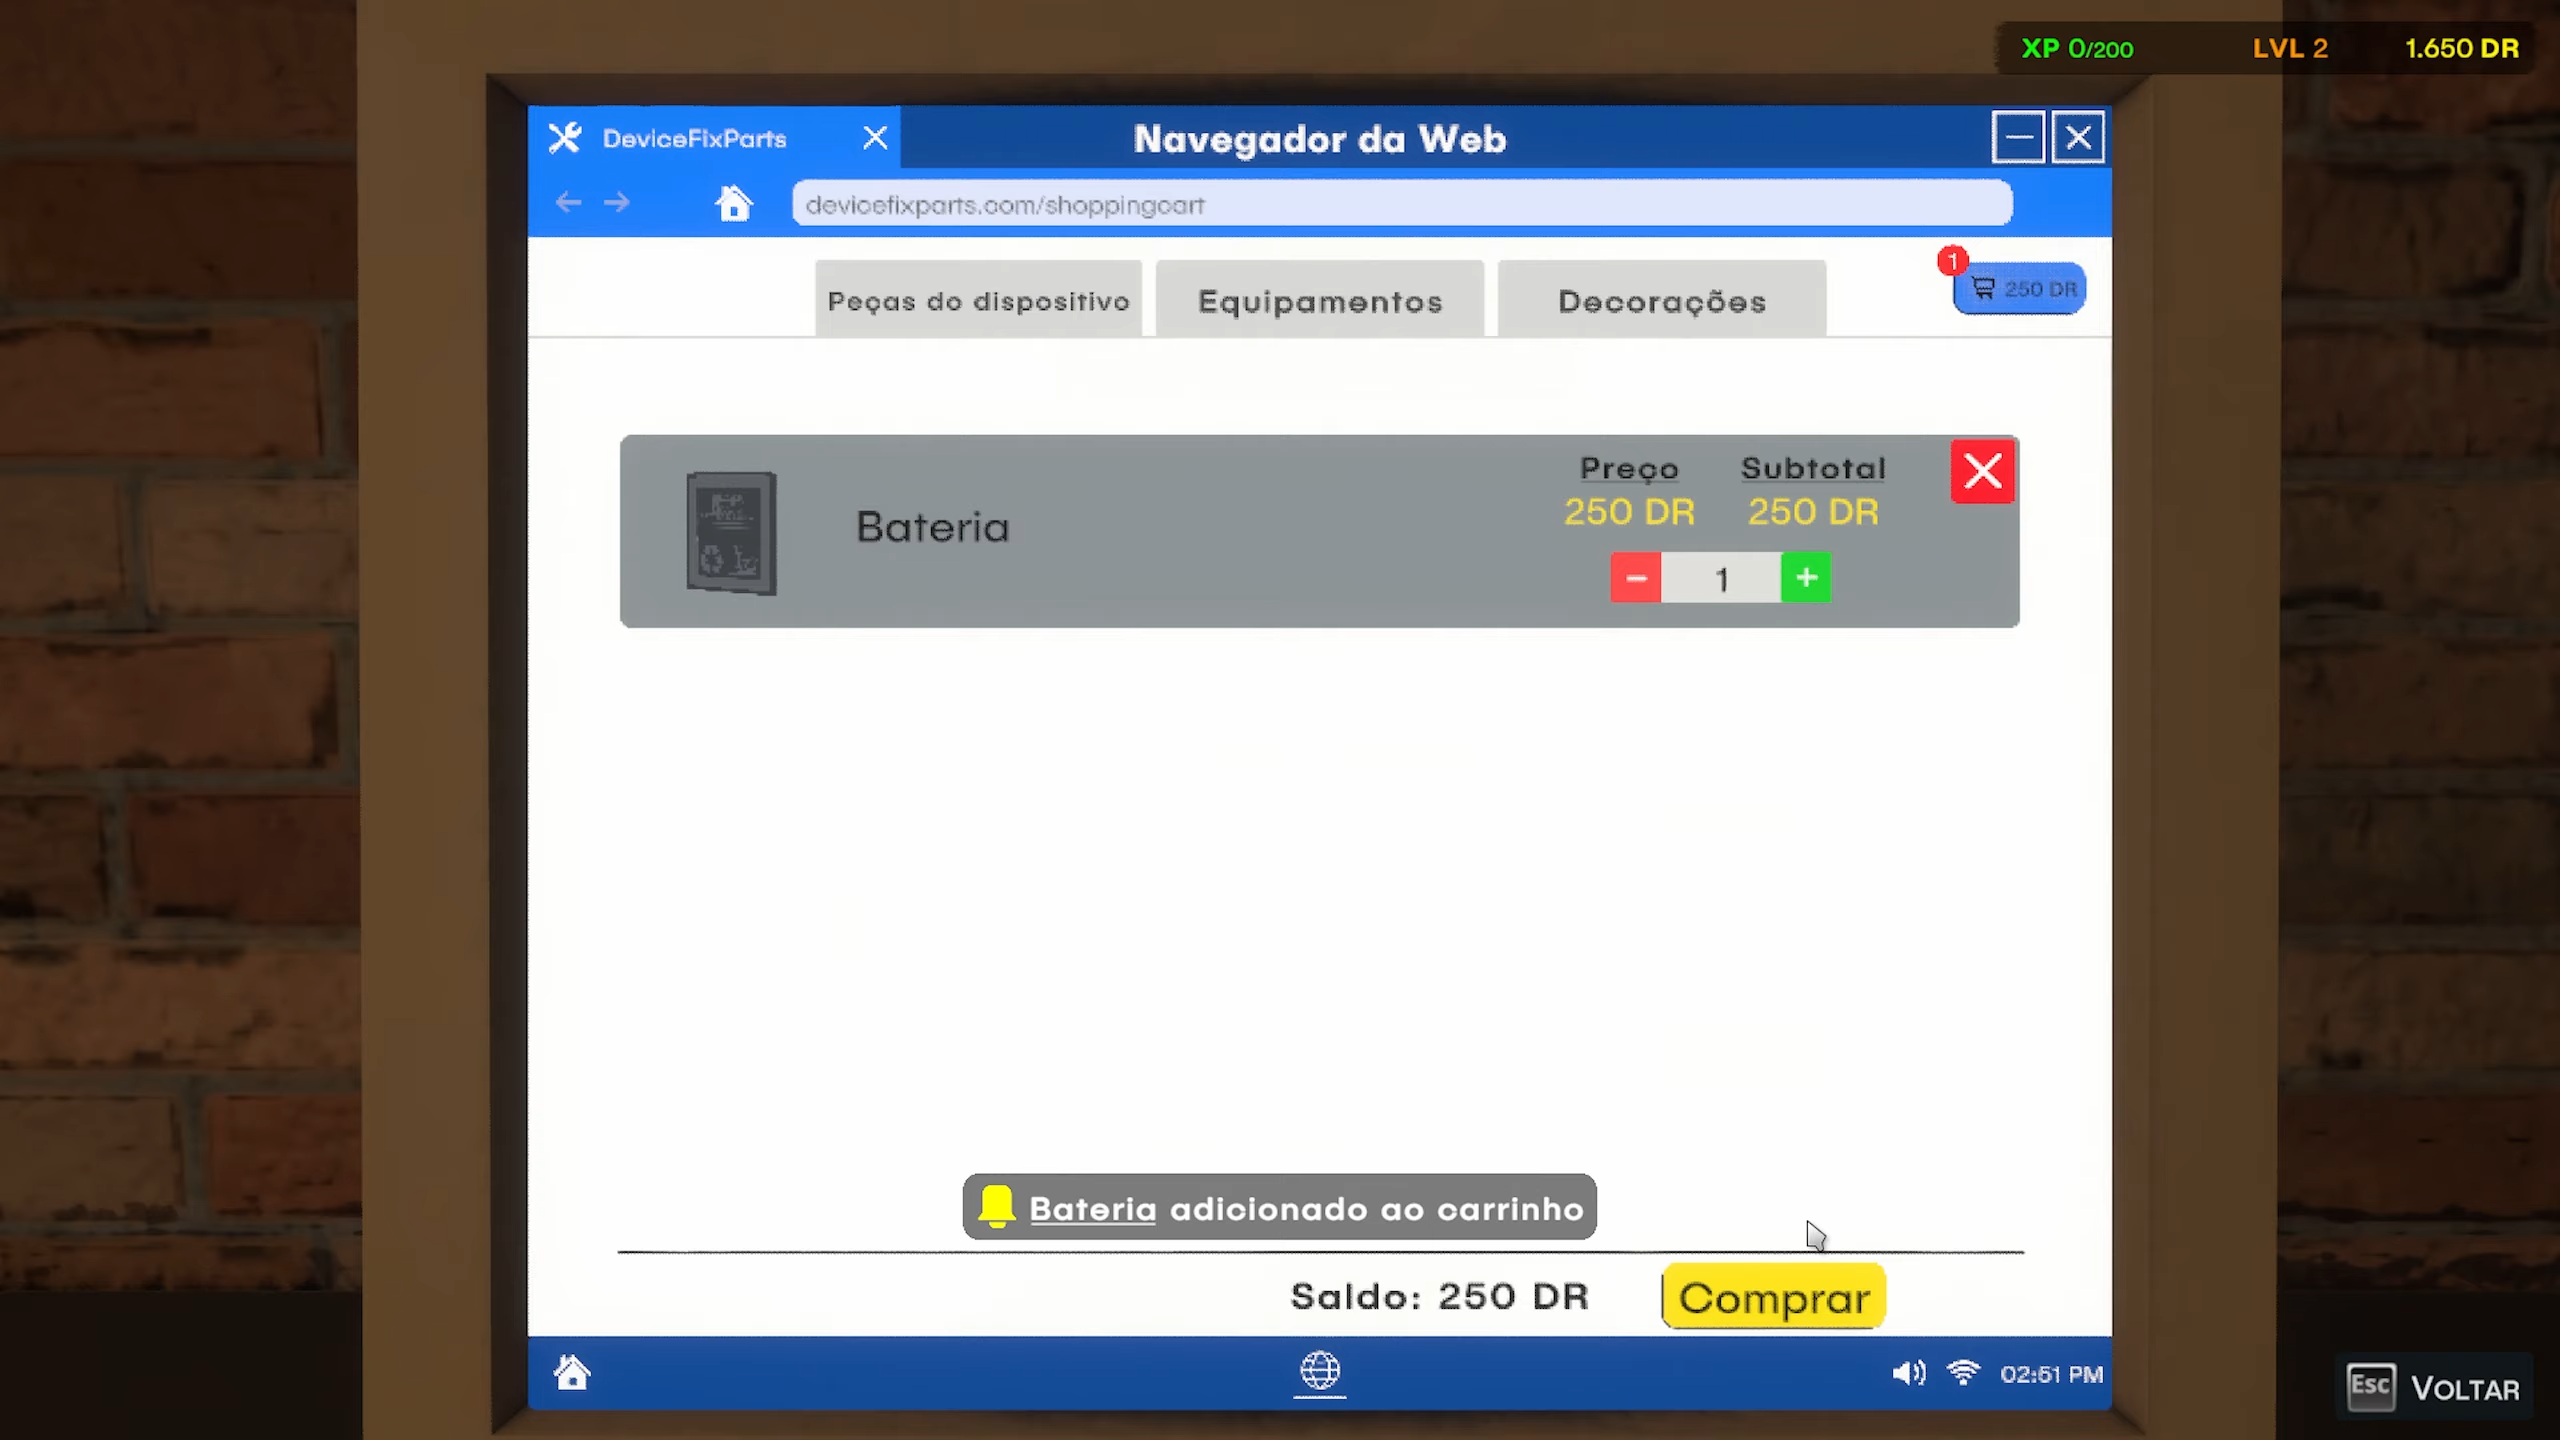 XP 0/200 LVL 2 1.650 DR
DeviceFixParts Navegador da Web
devicefixparts.com/shoppingcart
Peças do dispositivo Equipamentos Decorações 1 250 DR
Preço Subtotal
Bateria 250 DR 250 DR
- 1 +
Bateria adicionado ao carrinho
Saldo: 250 DR Comprar
02:51 PM
Esc VOLTAR